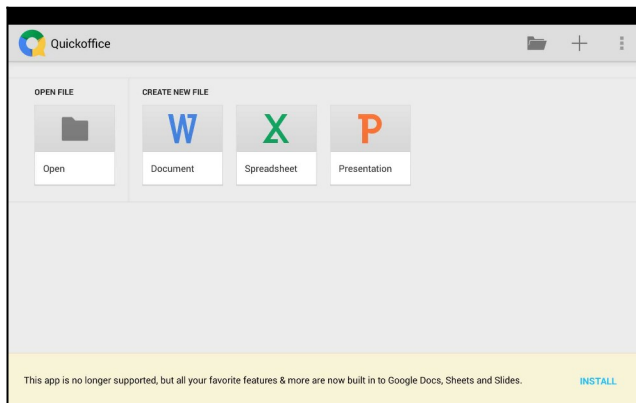 Quickoffice
OPEN FILE
CREATE NEW FILE
W
X
P
Open
Document
Spreadsheet
Presentation
This app is no longer supported, but all your favorite features & more are now built in to Google Docs, Sheets and Slides.
INSTALL